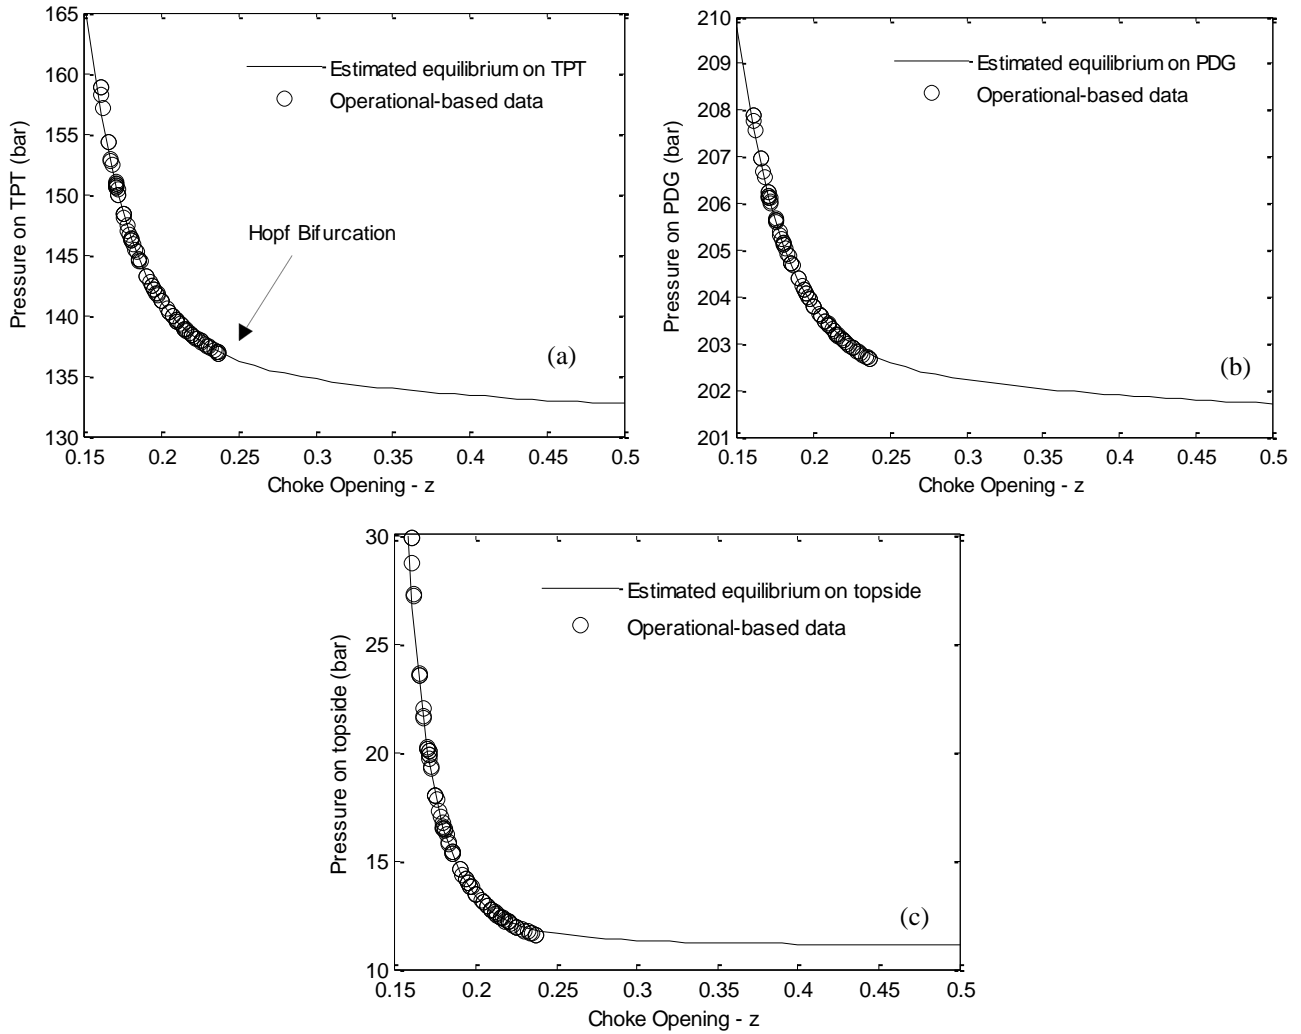 165
160
155
150
145
140
135
130
Pressure on TPT (bar)
Estimated equilibrium on TPT
Operational-based data
Hopf Bifurcation
(a)
0.15 0.2 0.25 0.3 0.35 0.4 0.45 0.5
Choke Opening - z
210
209
208
207
206
205
204
203
202
201
Pressure on PDG (bar)
Estimated equilibrium on PDG
Operational-based data
(b)
0.15 0.2 0.25 0.3 0.35 0.4 0.45 0.5
Choke Opening - z
30
25
20
15
10
Pressure on topside (bar)
Estimated equilibrium on topside
Operational-based data
(c)
0.15 0.2 0.25 0.3 0.35 0.4 0.45 0.5
Choke Opening - z